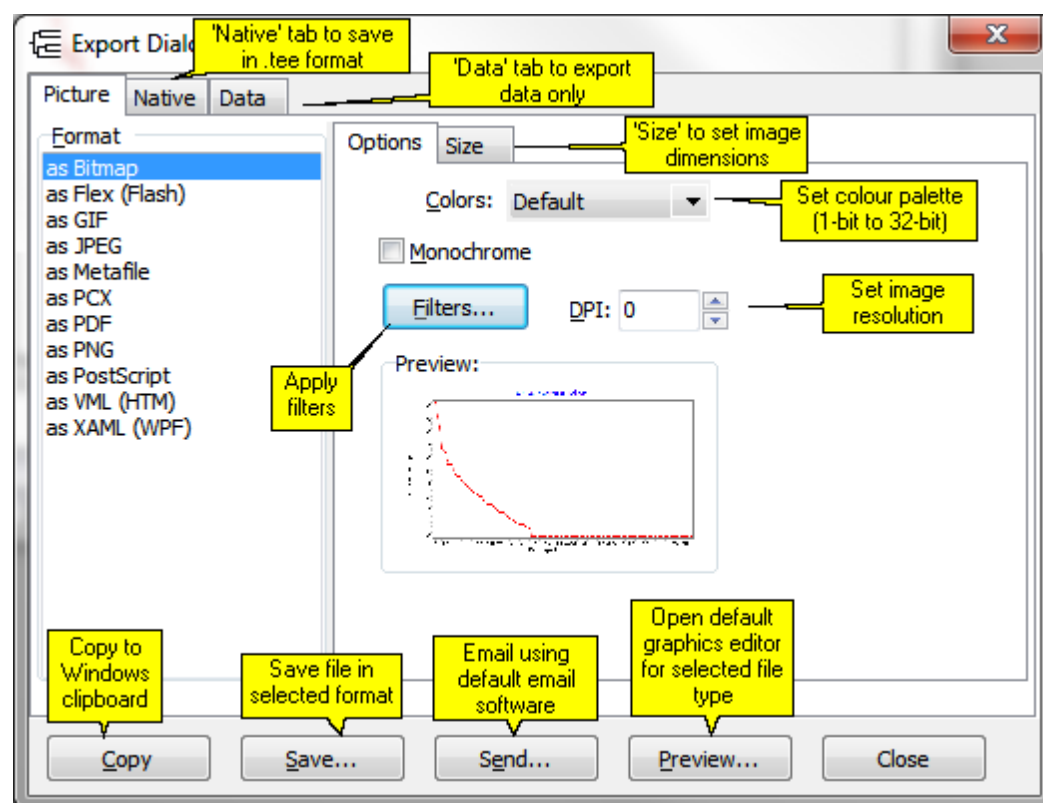 Export Dialo
'Native' tab to save
in .tee format
'Data' tab to export
data only
Picture
Native
Data
Format
as Bitmap
as Flex (Flash)
as GIF
as JPEG
as Metafile
as PCX
as PDF
as PNG
as PostScript
as VML (HTM)
as XAML (WPF)
Options
Size
'Size' to set image
dimensions
Colors: Default
Set colour palette
(1-bit to 32-bit)
Monochrome
Filters...
DPI: 0
Set image
resolution
Apply
filters
Preview:
Copy to
Windows
clipboard
Save file in
selected format
Email using
default email
software
Open default
graphics editor
for selected file
type
Copy
Save...
Send...
Preview...
Close